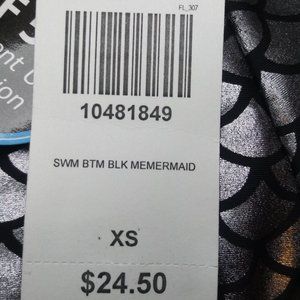 FL_307
10481849
SWM BTM BLK MEMERMAID
XS
$24.50